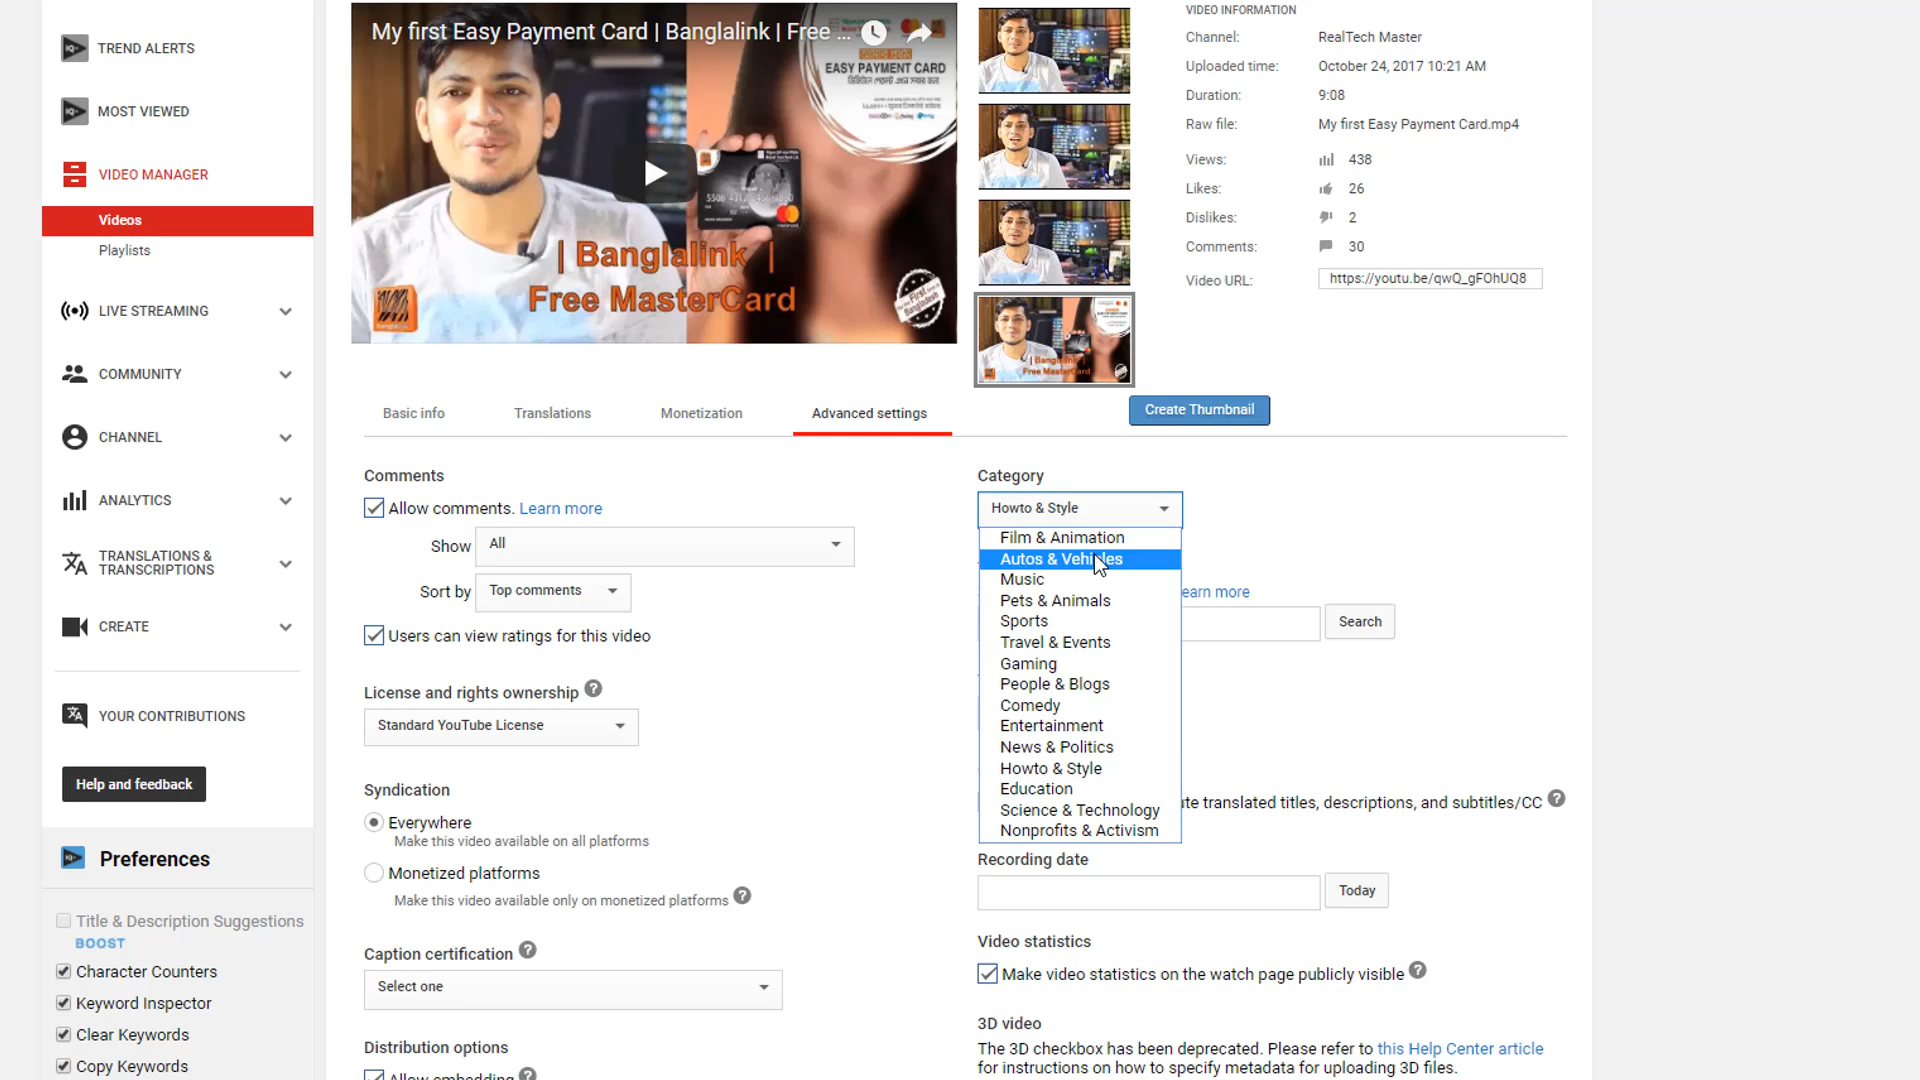 TREND ALERTS
MOST VIEWED
VIDEO MANAGER
Videos
Playlists
LIVE STREAMING
COMMUNITY
CHANNEL
ANALYTICS
TRANSLATIONS &
TRANSCRIPTIONS
CREATE
YOUR CONTRIBUTIONS
Help and feedback
Preferences
Title & Description Suggestions
BOOST
Character Counters
Keyword Inspector
Clear Keywords
Copy Keywords
My first Easy Payment Card | Banglalink | Free ...
EASY PAYMENT CARD
| Banglalink |
Free MasterCard
VIDEO INFORMATION
Channel: RealTech Master
Uploaded time: October 24, 2017 10:21 AM
Duration: 9:08
Raw file: My first Easy Payment Card.mp4
Views: 438
Likes: 26
Dislikes: 2
Comments: 30
Video URL: https://youtu.be/qwQ_gFOhUQ8
| Banglalink |
Free MasterCard
Basic info Translations Monetization Advanced settings
Create Thumbnail
Comments
Allow comments. Learn more
Show All
Sort by Top comments
Users can view ratings for this video
License and rights ownership ?
Standard YouTube License
Syndication
Everywhere
Make this video available on all platforms
Monetized platforms
Make this video available only on monetized platforms ?
Caption certification ?
Select one
Distribution options
Allow embedding ?
Category
Howto & Style
Film & Animation
Autos & Vehicles
Music
Pets & Animals
Sports
Travel & Events
Gaming
People & Blogs
Comedy
Entertainment
News & Politics
Howto & Style
Education
Science & Technology
Nonprofits & Activism
earn more
Search
ute translated titles, descriptions, and subtitles/CC ?
Recording date
Today
Video statistics
Make video statistics on the watch page publicly visible ?
3D video
The 3D checkbox has been deprecated. Please refer to this Help Center article
for instructions on how to specify metadata for uploading 3D files.